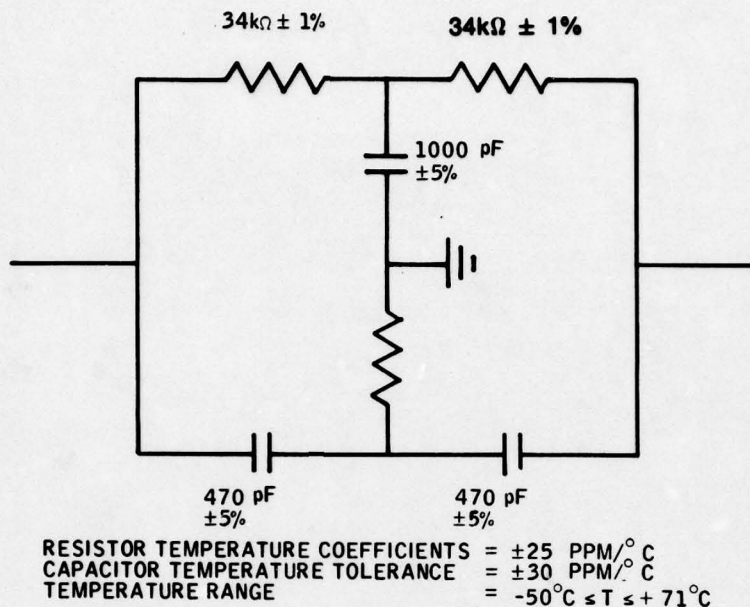 34kΩ ± 1%
34kΩ ± 1%
1000 pF
±5%
470 pF
±5%
470 pF
±5%
RESISTOR TEMPERATURE COEFFICIENTS = ±25 PPM/°C
CAPACITOR TEMPERATURE TOLERANCE = ±30 PPM/°C
TEMPERATURE RANGE = -50°C ≤ T ≤ + 71°C